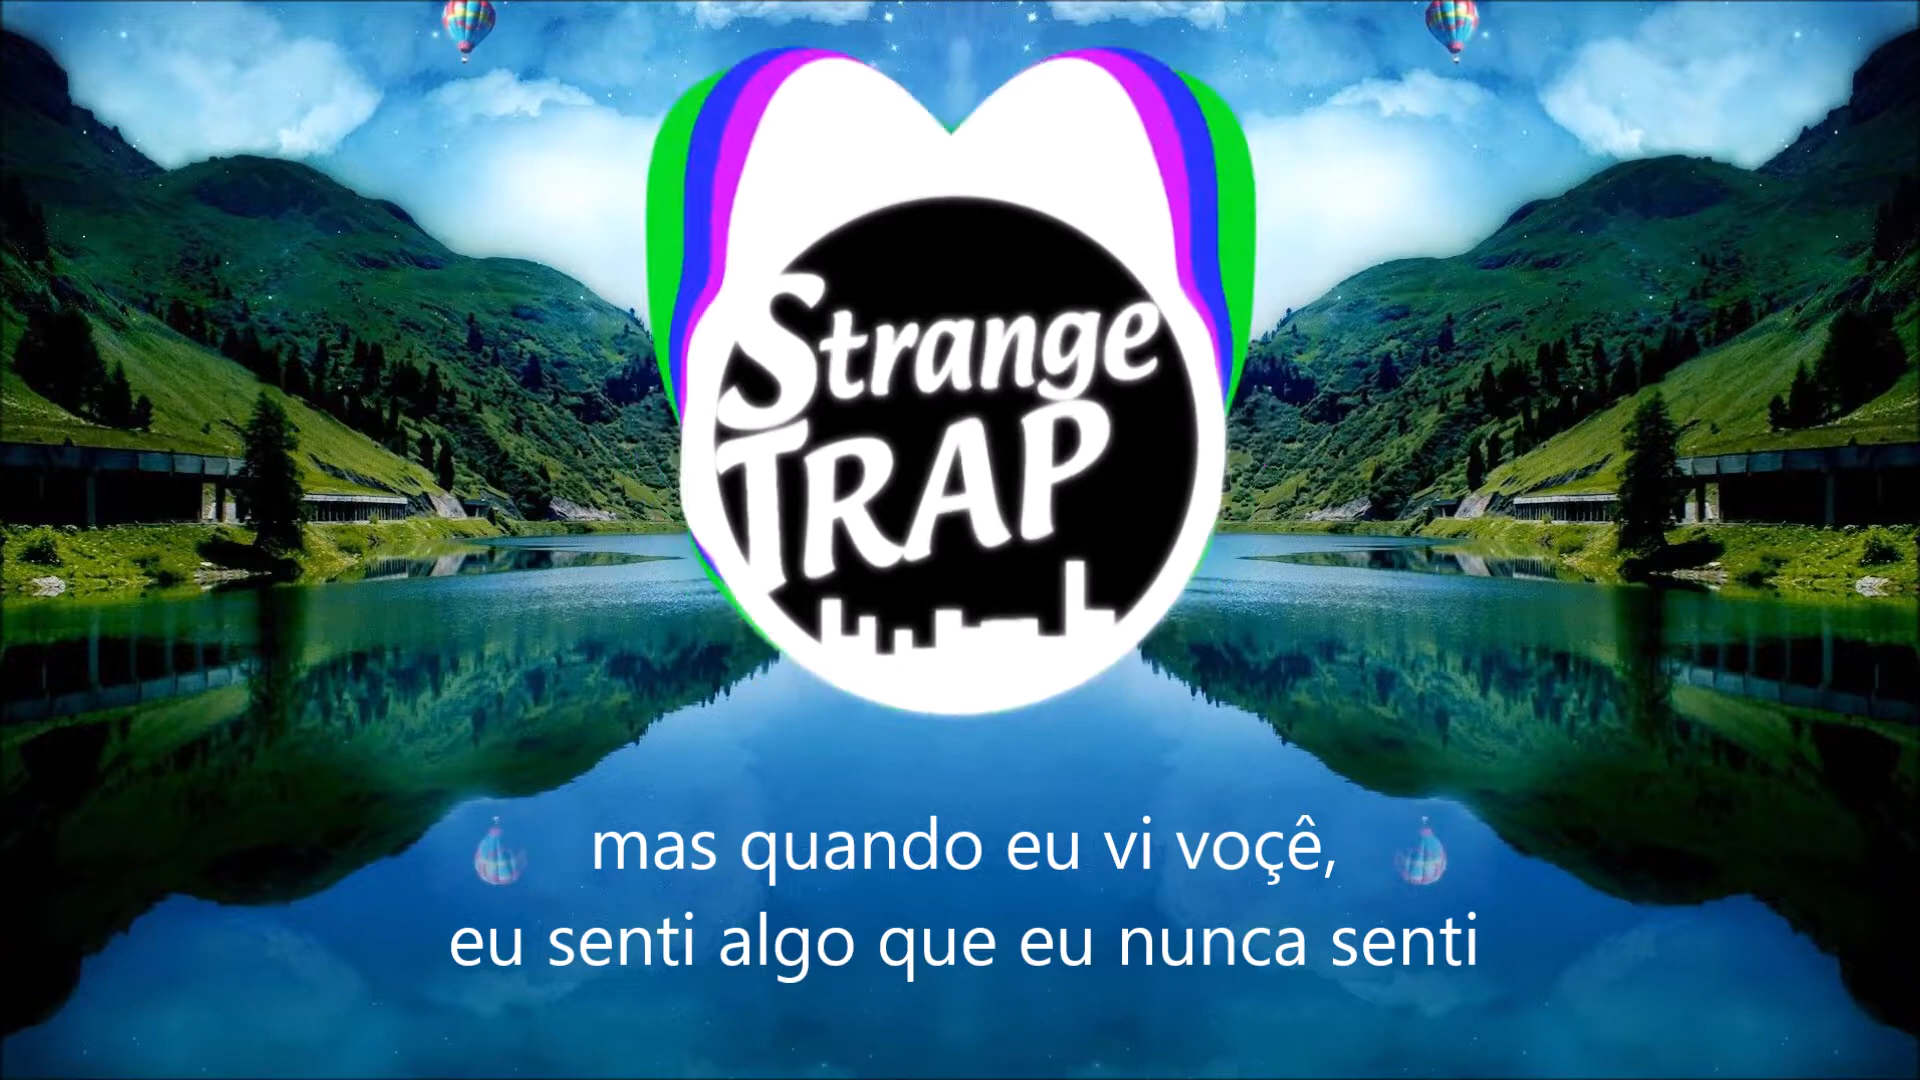 Strange
TRAP
mas quando eu vi voçê,
eu senti algo que eu nunca senti